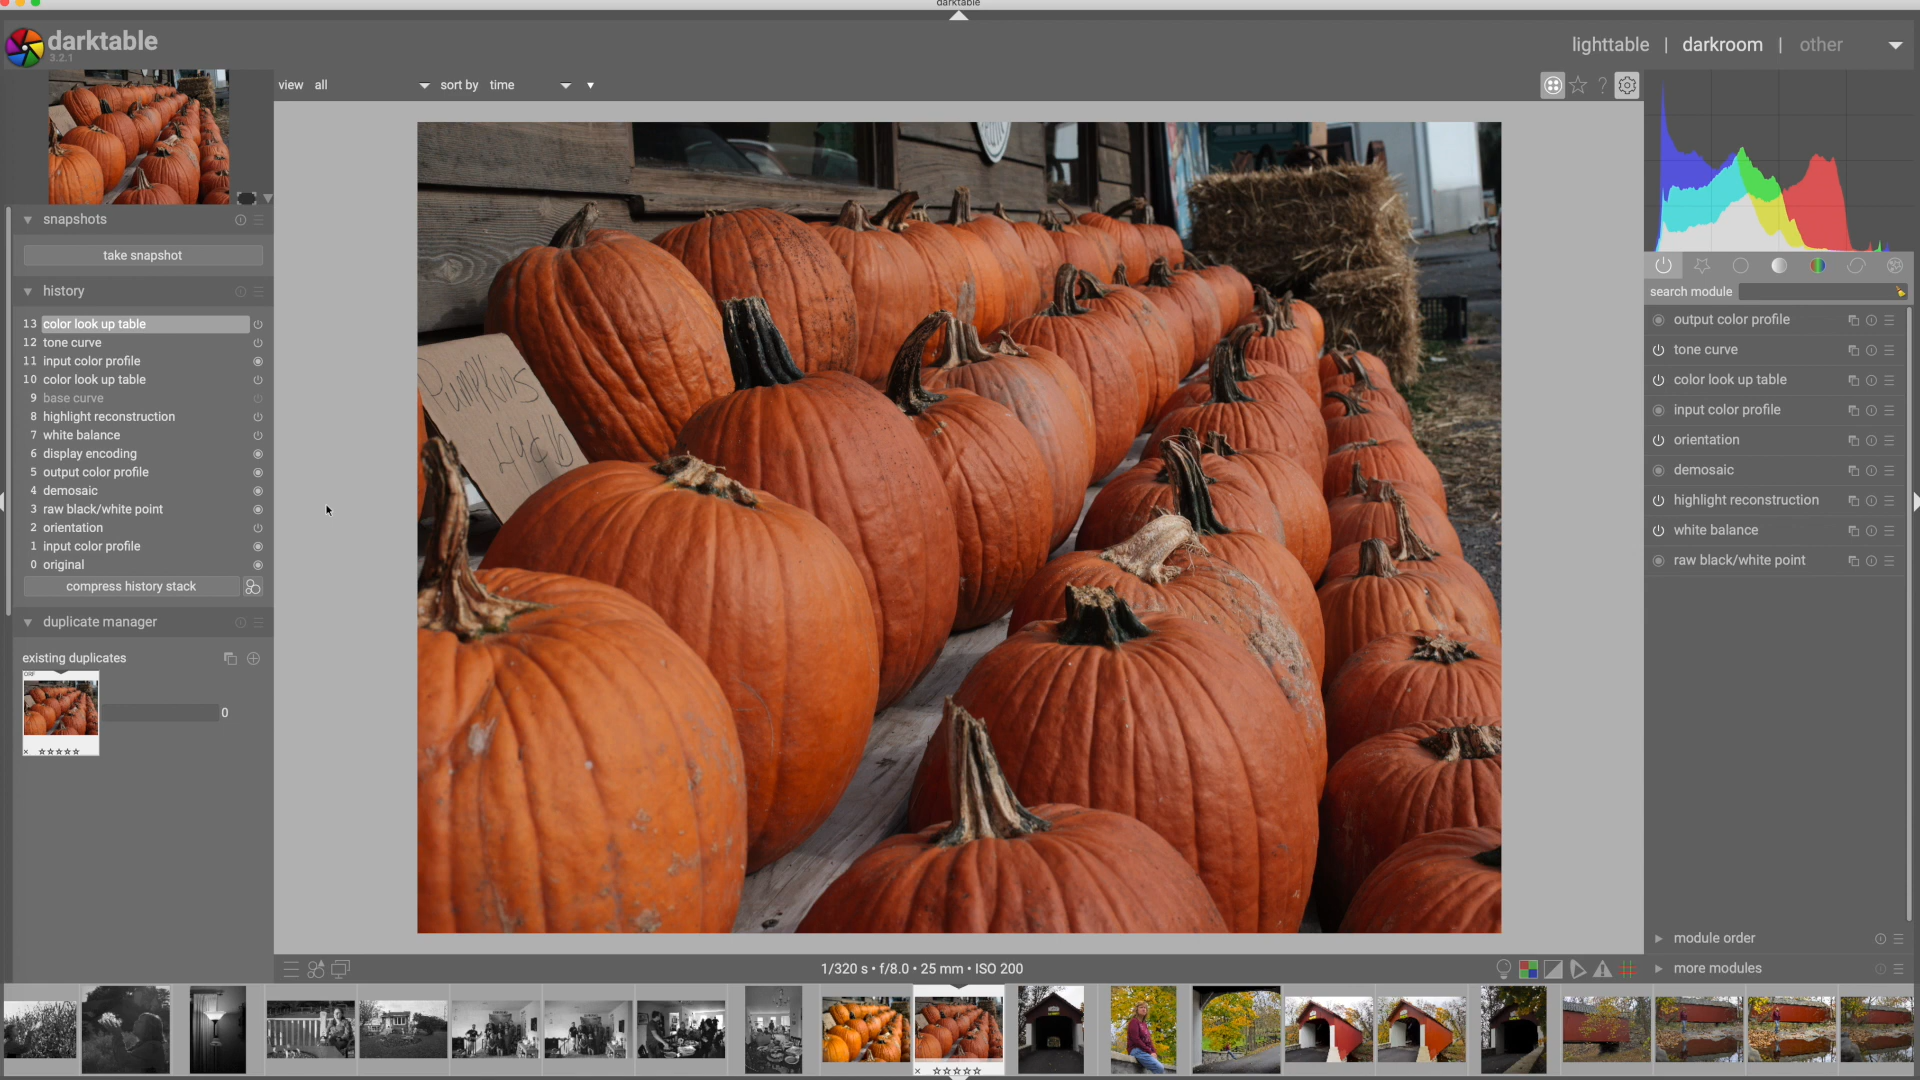 darktable
darktable
3.2.1
lighttable | darkroom | other
view all sort by time
snapshots
take snapshot
history
13 color look up table
12 tone curve
11 input color profile
10 color look up table
9 base curve
8 highlight reconstruction
7 white balance
6 display encoding
5 output color profile
4 demosaic
3 raw black/white point
2 orientation
1 input color profile
0 original
compress history stack
duplicate manager
existing duplicates
0
Pumpkins
49¢ lb
search module
output color profile
tone curve
color look up table
input color profile
orientation
demosaic
highlight reconstruction
white balance
raw black/white point
module order
more modules
1/320 s • f/8.0 • 25 mm • ISO 200